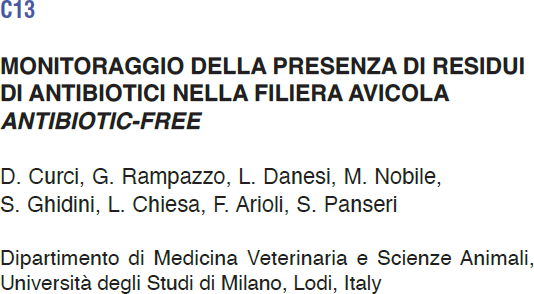 C13
MONITORAGGIO DELLA PRESENZA DI RESIDUI
DI ANTIBIOTICI NELLA FILIERA AVICOLA
ANTIBIOTIC-FREE
D. Curci, G. Rampazzo, L. Danesi, M. Nobile,
S. Ghidini, L. Chiesa, F. Arioli, S. Panseri
Dipartimento di Medicina Veterinaria e Scienze Animali,
Università degli Studi di Milano, Lodi, Italy